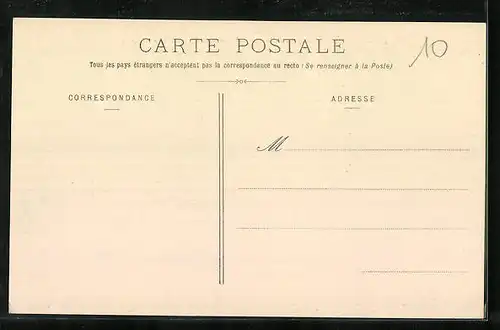 CARTE POSTALE
10
Tous les pays étrangers n'acceptent pas la correspondance au recto (Se renseigner à la Poste)
CORRESPONDANCE
ADRESSE
M